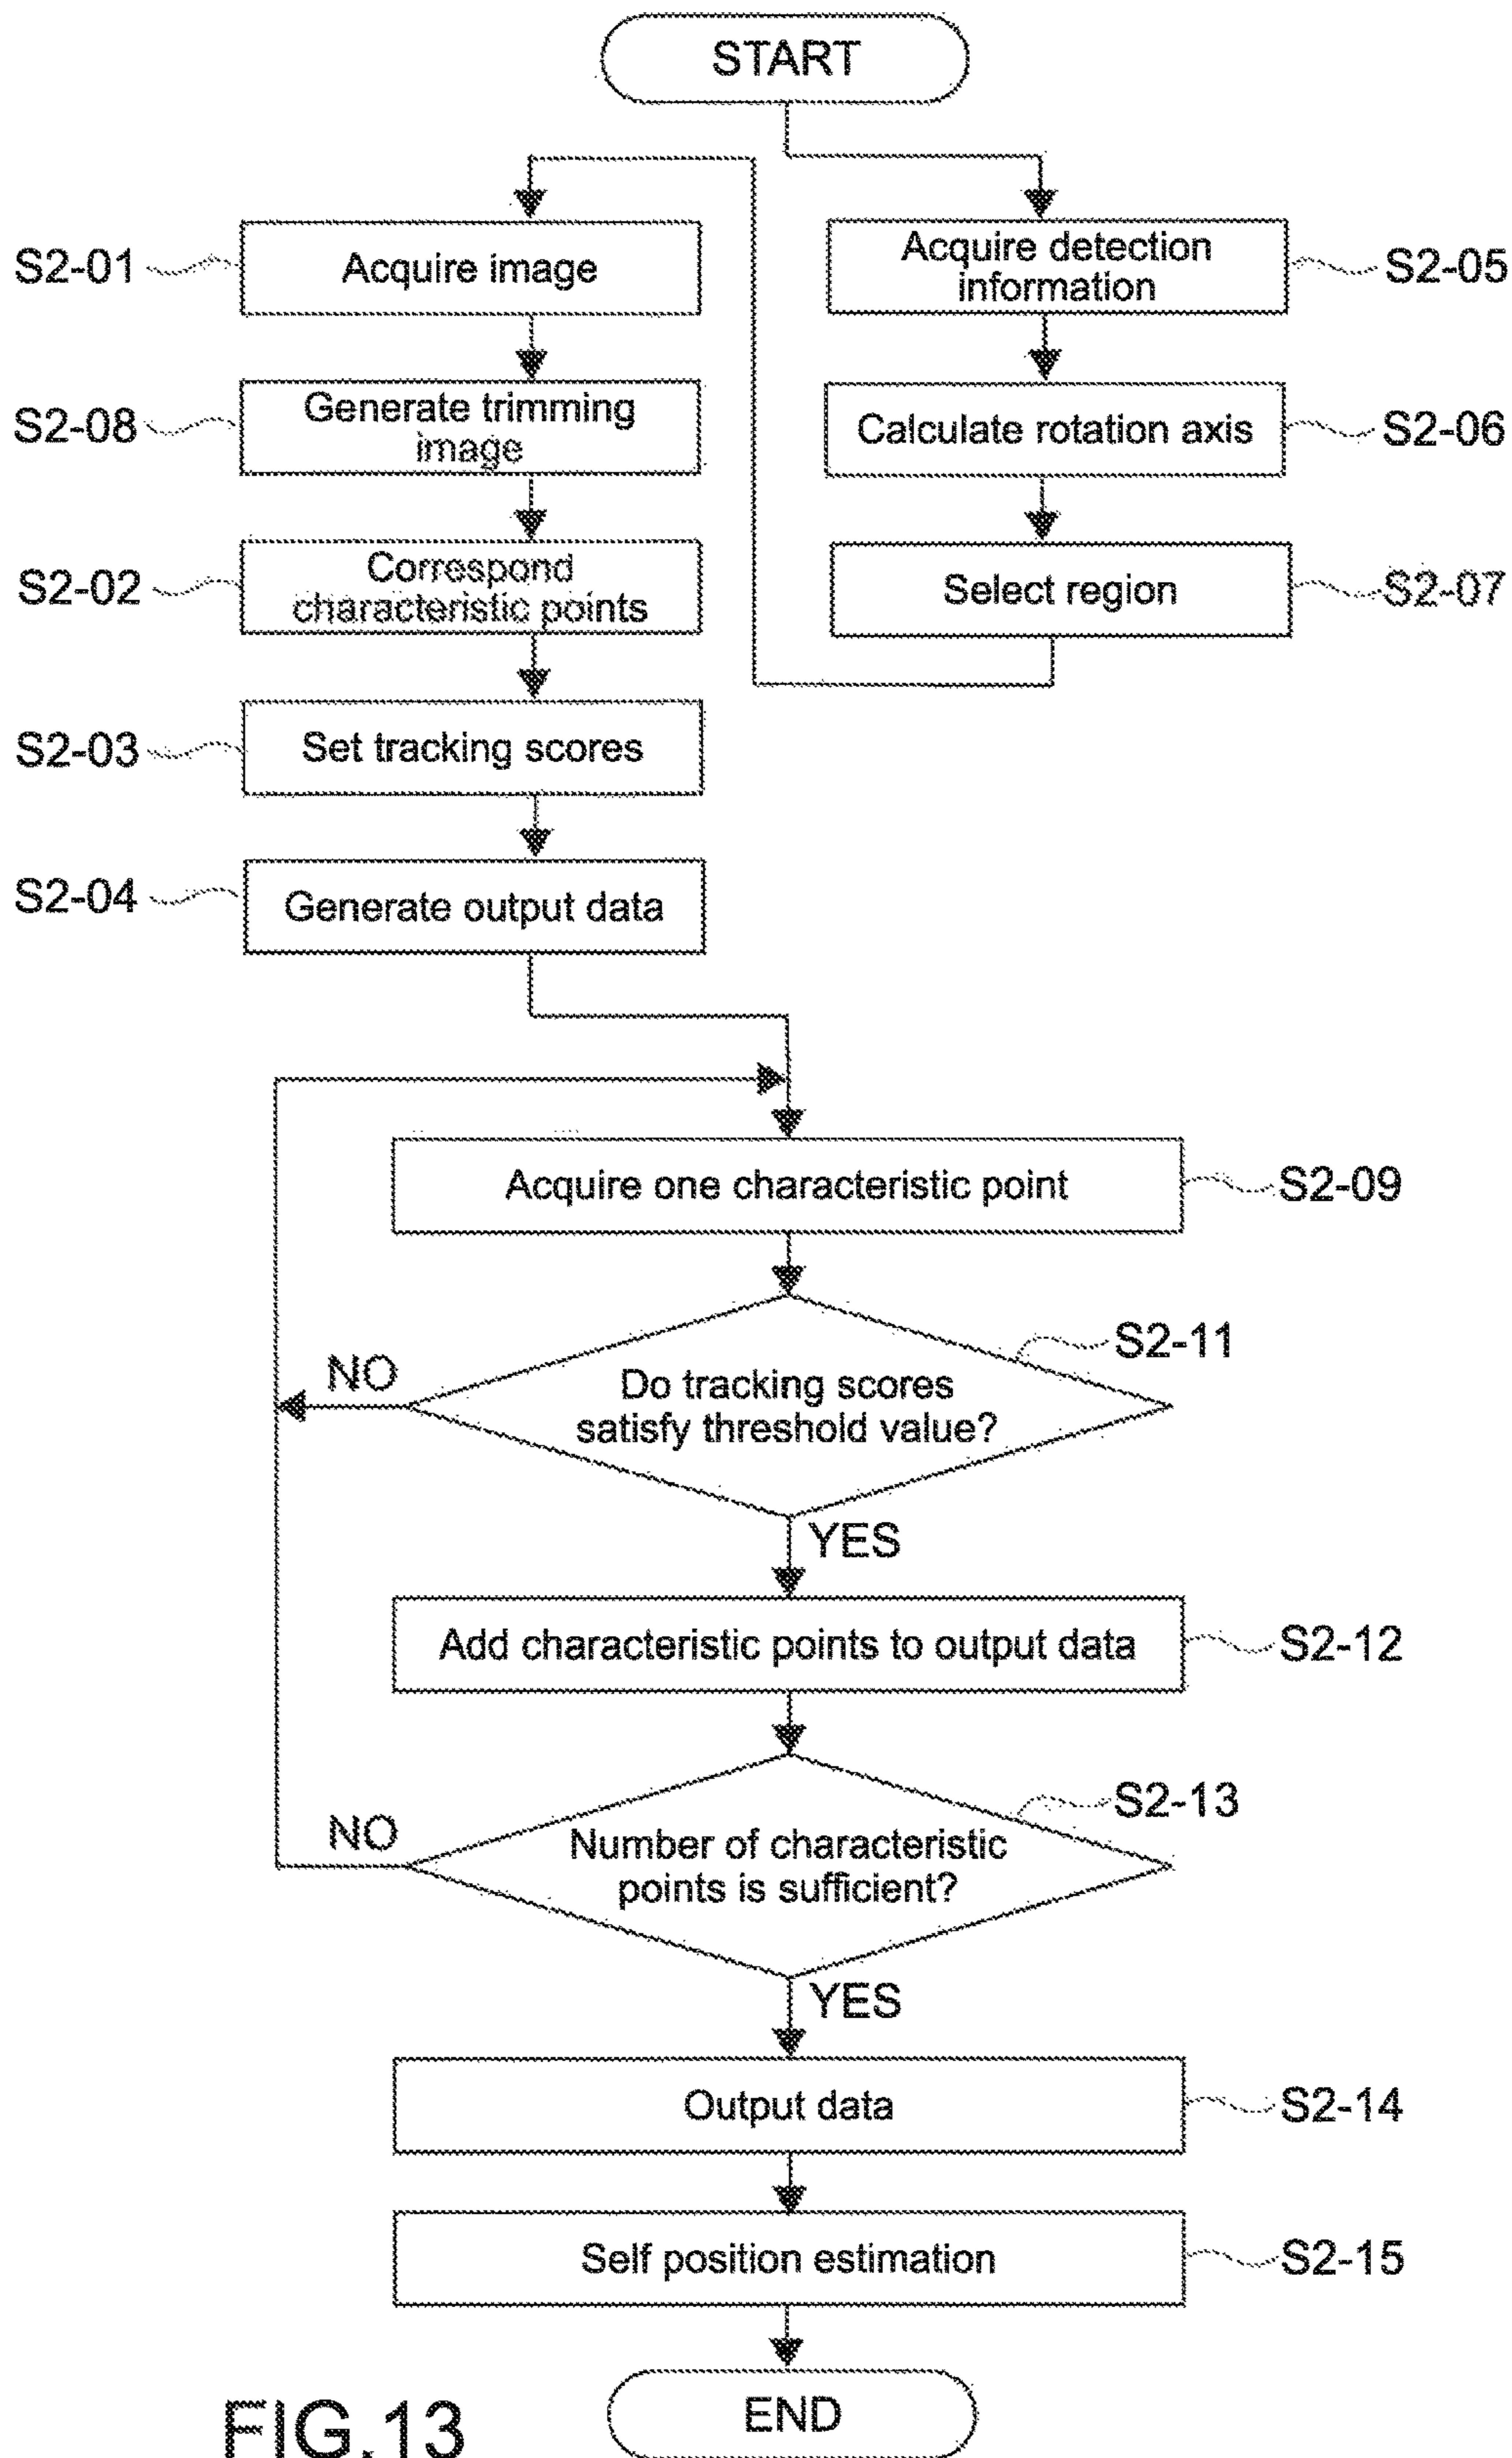 START
S2-01
Acquire image
Acquire detection
information
S2-05
S2-08
Generate trimming
image
Calculate rotation axis
S2-06
S2-02
Correspond
characteristic points
Select region
S2-07
S2-03
Set tracking scores
S2-04
Generate output data
Acquire one characteristic point
S2-09
S2-11
NO
Do tracking scores
satisfy threshold value?
YES
Add characteristic points to output data
S2-12
S2-13
NO
Number of characteristic
points is sufficient?
YES
Output data
S2-14
Self position estimation
S2-15
END
FIG.13